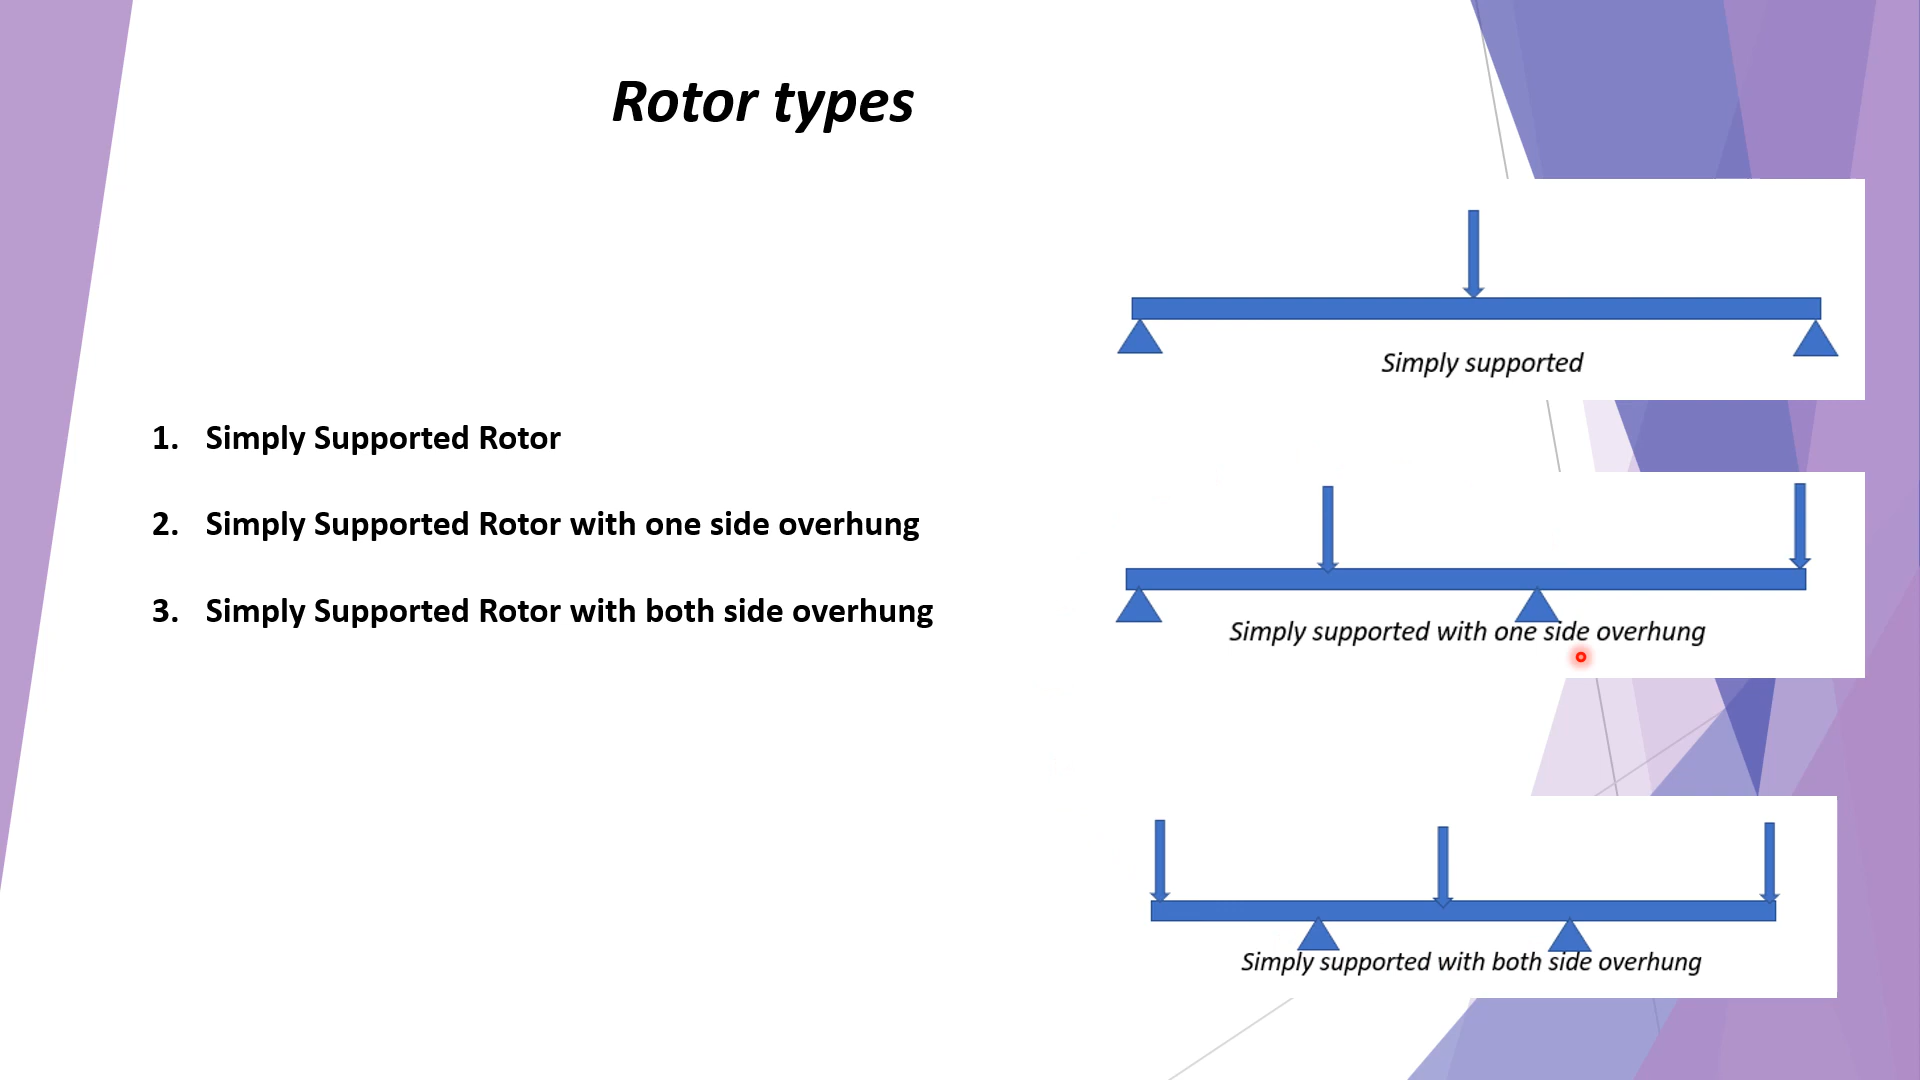 Rotor types
1. Simply Supported Rotor
2. Simply Supported Rotor with one side overhung
3. Simply Supported Rotor with both side overhung
Simply supported
Simply supported with one side overhung
Simply supported with both side overhung